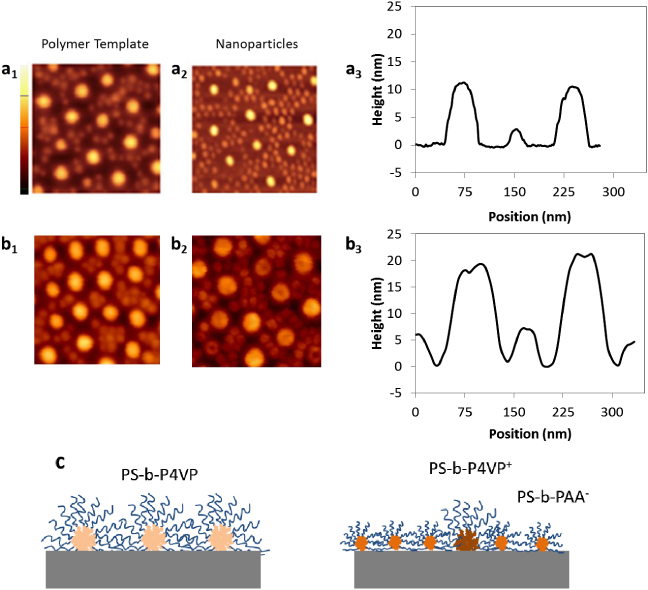 Polymer Template
Nanoparticles
a1
a2
a3
Height (nm)
25
20
15
10
5
0
-5
0 75 150 225 300
Position (nm)
b1
b2
b3
Height (nm)
25
20
15
10
5
0
-5
0 75 150 225 300
Position (nm)
c
PS-b-P4VP
PS-b-P4VP+
PS-b-PAA-